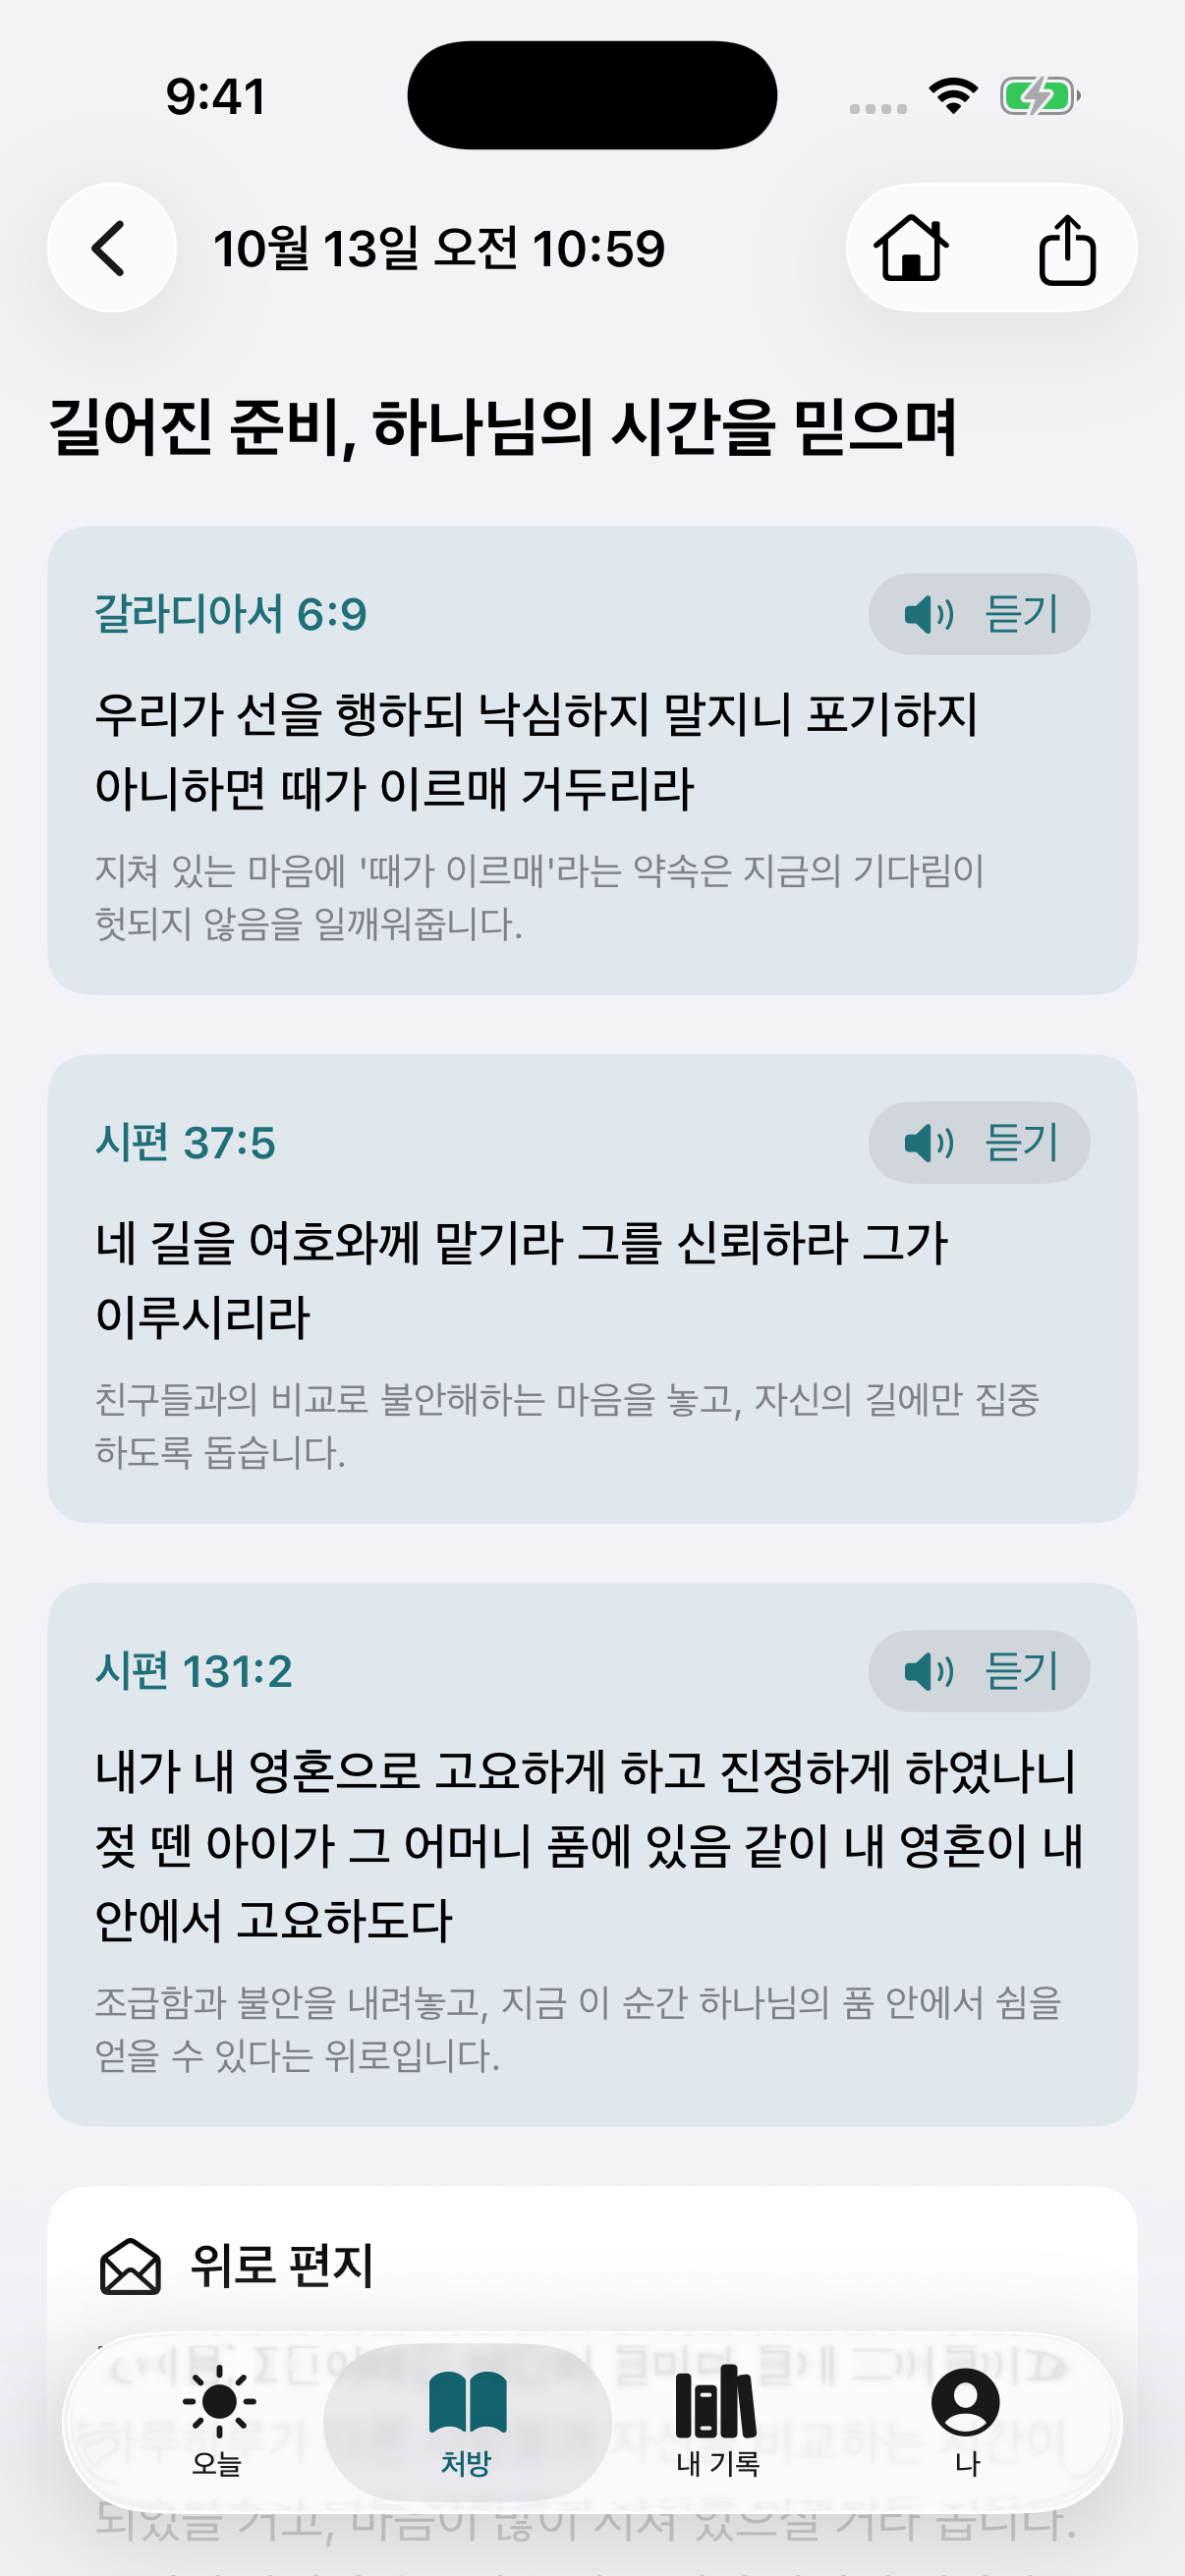 9:41
10월 13일 오전 10:59
길어진 준비, 하나님의 시간을 믿으며
갈라디아서 6:9
듣기
우리가 선을 행하되 낙심하지 말지니 포기하지
아니하면 때가 이르매 거두리라
지쳐 있는 마음에 '때가 이르매'라는 약속은 지금의 기다림이
헛되지 않음을 일깨워줍니다.
시편 37:5
듣기
네 길을 여호와께 맡기라 그를 신뢰하라 그가
이루시리라
친구들과의 비교로 불안해하는 마음을 놓고, 자신의 길에만 집중
하도록 돕습니다.
시편 131:2
듣기
내가 내 영혼으로 고요하게 하고 진정하게 하였나니
젖 뗀 아이가 그 어머니 품에 있음 같이 내 영혼이 내
안에서 고요하도다
조급함과 불안을 내려놓고, 지금 이 순간 하나님의 품 안에서 쉼을
얻을 수 있다는 위로입니다.
위로 편지
오늘
처방
내 기록
나